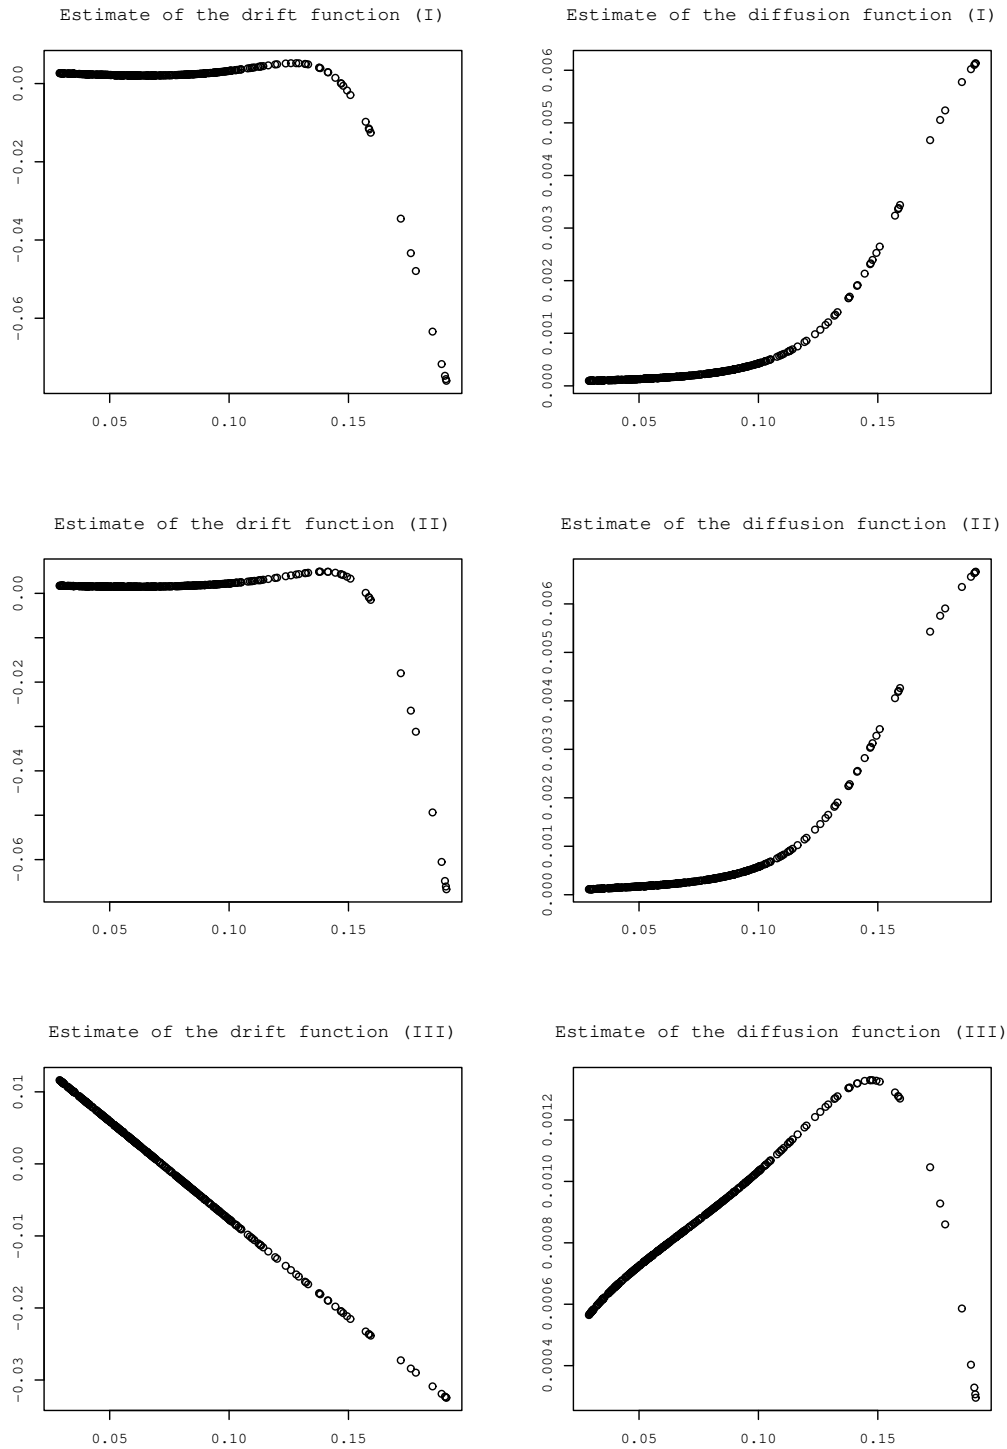 Estimate of the drift function (I)
0.00
−0.02
−0.04
−0.06
0.05 0.10 0.15
Estimate of the diffusion function (I)
0.006
0.005
0.004
0.003
0.002
0.001
0.000
0.05 0.10 0.15
Estimate of the drift function (II)
0.00
−0.02
−0.04
−0.06
0.05 0.10 0.15
Estimate of the diffusion function (II)
0.006
0.005
0.004
0.003
0.002
0.001
0.000
0.05 0.10 0.15
Estimate of the drift function (III)
0.01
0.00
−0.01
−0.02
−0.03
0.05 0.10 0.15
Estimate of the diffusion function (III)
0.0012
0.0010
0.0008
0.0006
0.0004
0.05 0.10 0.15